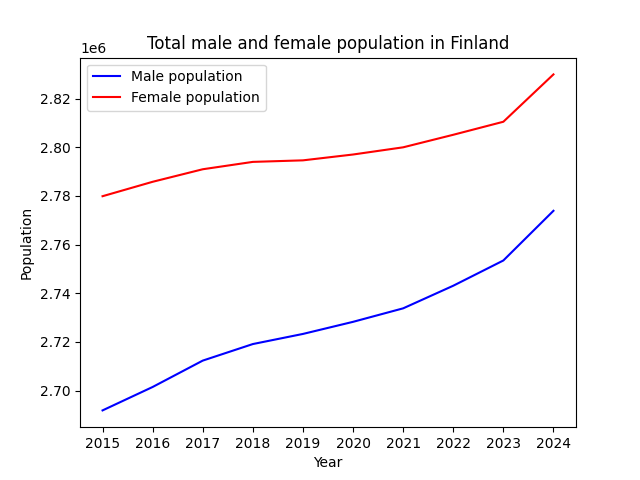 Total male and female population in Finland
1e6
Male population
Female population
2.82
2.80
2.78
2.76
2.74
2.72
2.70
Population
2015 2016 2017 2018 2019 2020 2021 2022 2023 2024
Year